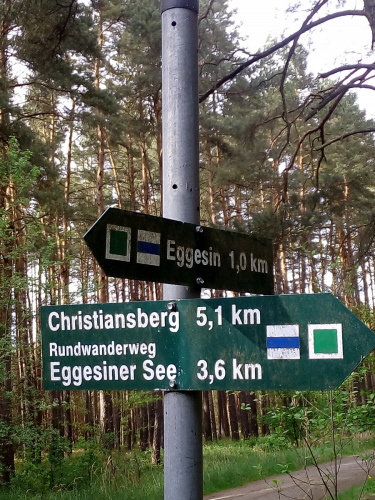 Eggesin 1,0 km
Christiansberg 5,1 km
Rundwanderweg
Eggesiner See 3,6 km